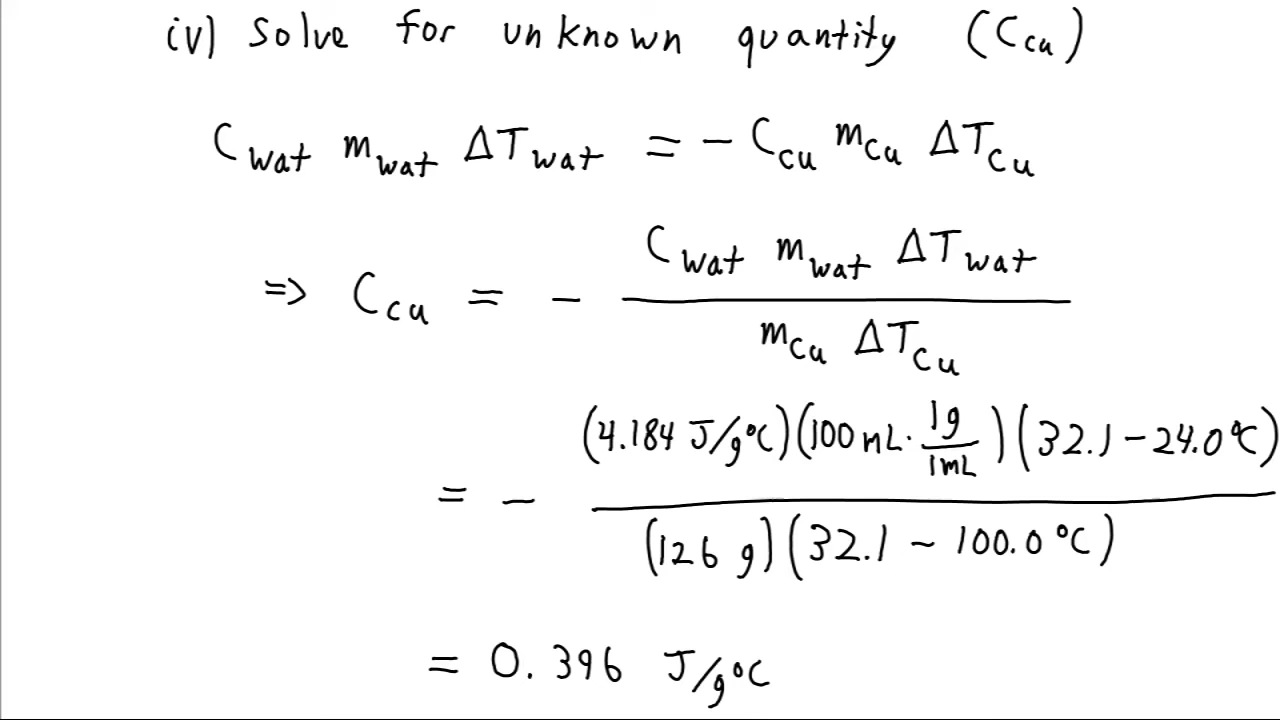 iv) Solve for unknown quantity (C_cu)
C_wat m_wat ΔT_wat = - C_cu m_Cu ΔT_Cu
=> C_cu = - (C_wat m_wat ΔT_wat) / (m_Cu ΔT_Cu)
= - ((4.184 J/g°C)(100 mL · 1g/1mL)(32.1 - 24.0 °C)) / ((126 g)(32.1 - 100.0 °C))
= 0.396 J/g°C